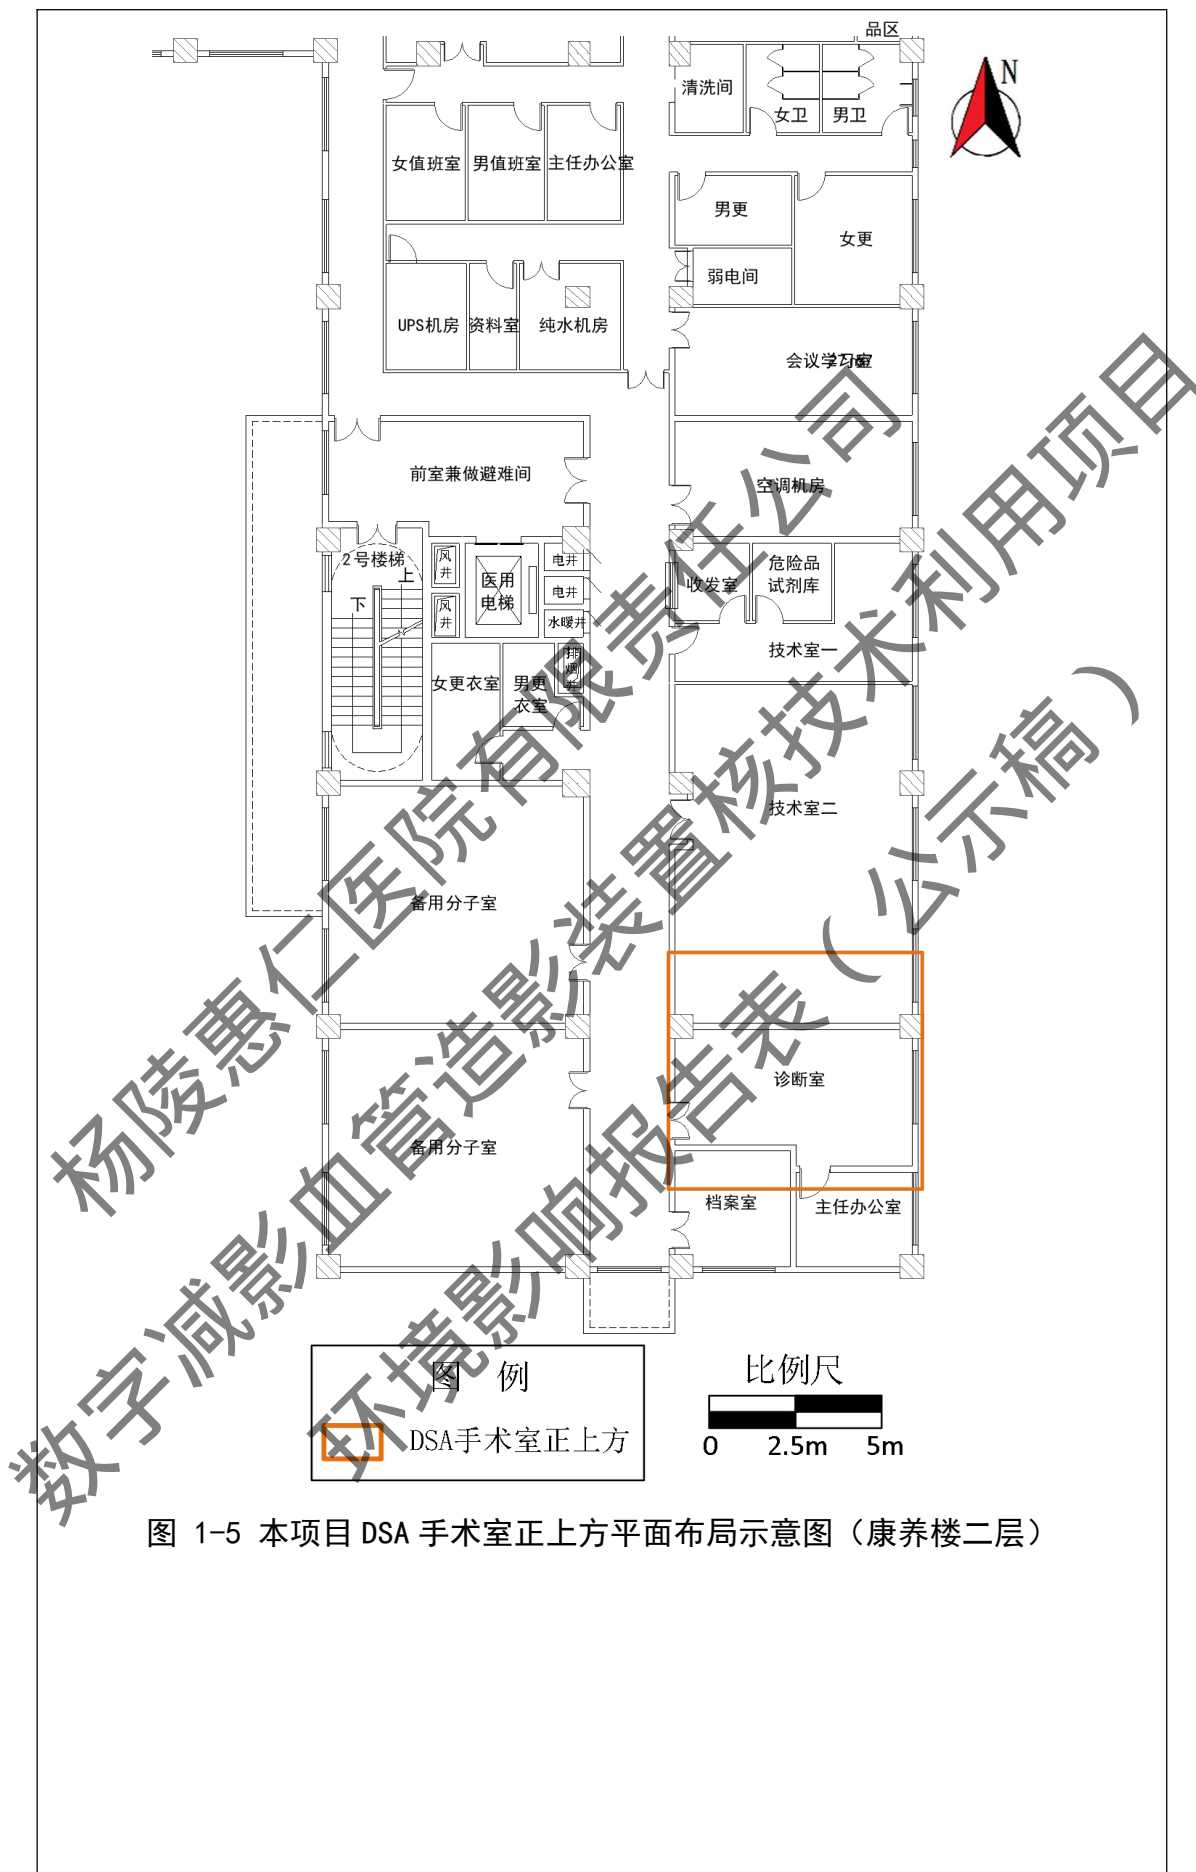 品区
N
清洗间
女卫
男卫
女值班室
男值班室
主任办公室
男更
女更
弱电间
UPS机房
资料室
纯水机房
会议学习室
前室兼做避难间
空调机房
2号楼梯
上
下
风井
风井
医用
电梯
电井
电井
水暖井
排烟井
收发室
危险品
试剂库
技术室一
女更衣室
男更
衣室
技术室二
备用分子室
诊断室
备用分子室
档案室
主任办公室
图 例
DSA手术室正上方
比例尺
0 2.5m 5m
图 1-5 本项目 DSA 手术室正上方平面布局示意图（康养楼二层）
杨陵惠仁医院有限责任公司
数字减影血管造影装置核技术利用项目
环境影响报告表（公示稿）